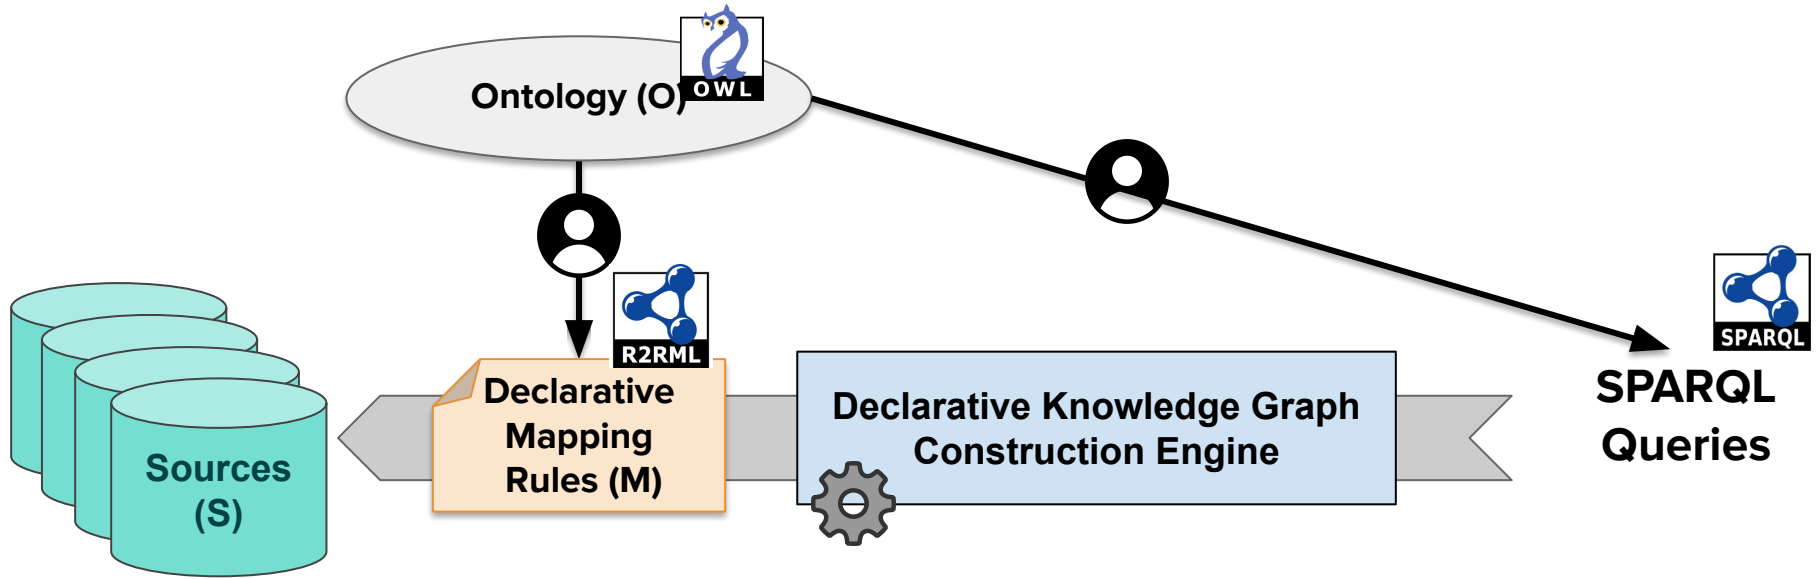 Ontology (O)
OWL
R2RML
SPARQL
Declarative
Mapping
Rules (M)
Declarative Knowledge Graph
Construction Engine
SPARQL
Queries
Sources
(S)